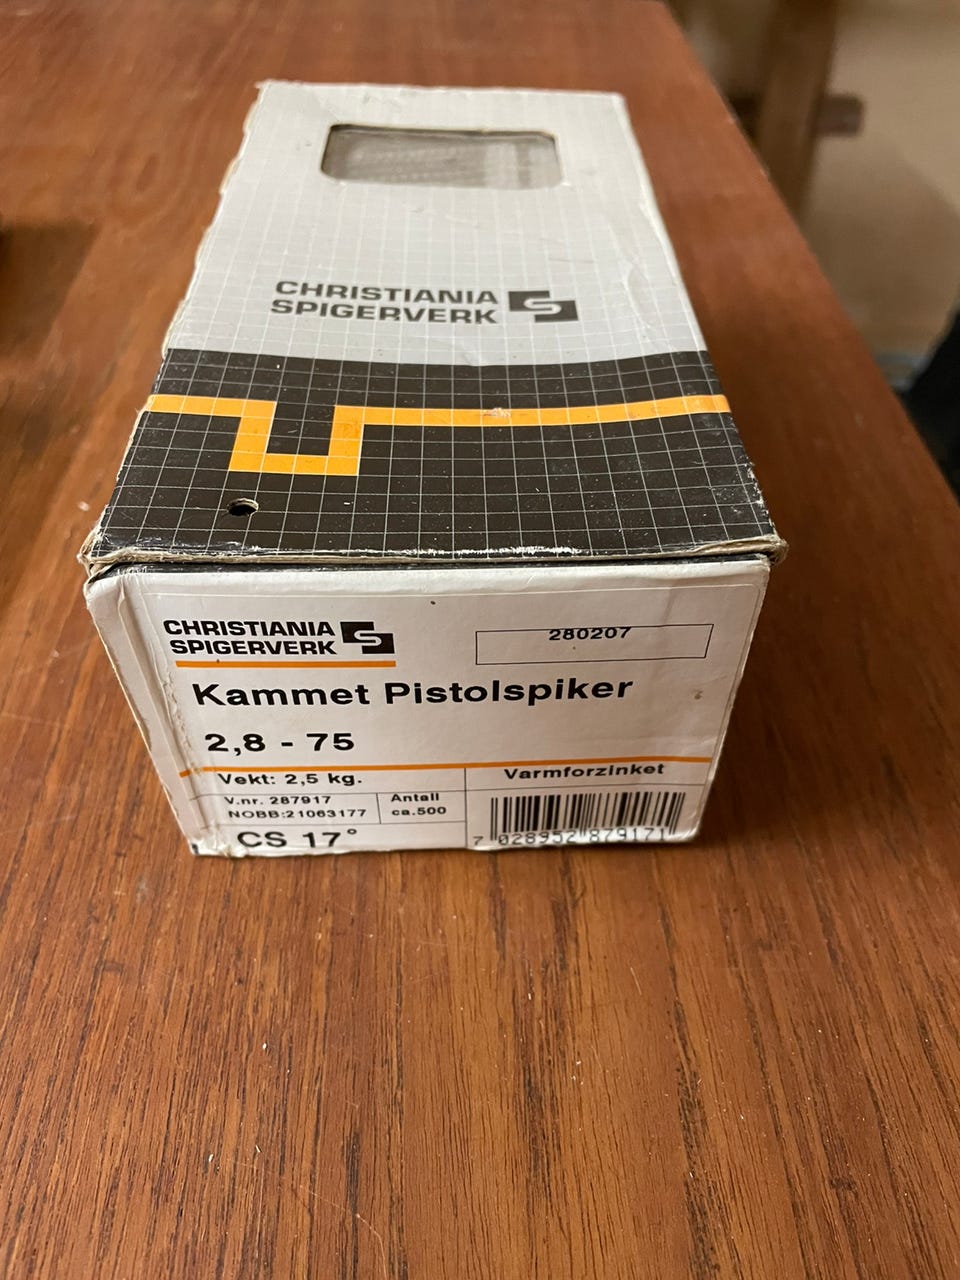 CHRISTIANIA
SPIGERVERK
CHRISTIANIA
SPIGERVERK
280207
Kammet Pistolspiker
2,8 - 75
Vekt: 2,5 kg.
Varmforzinket
V.nr. 287917
NOBB:21063177
Antall
ca.500
CS 17°
7 028952 879171